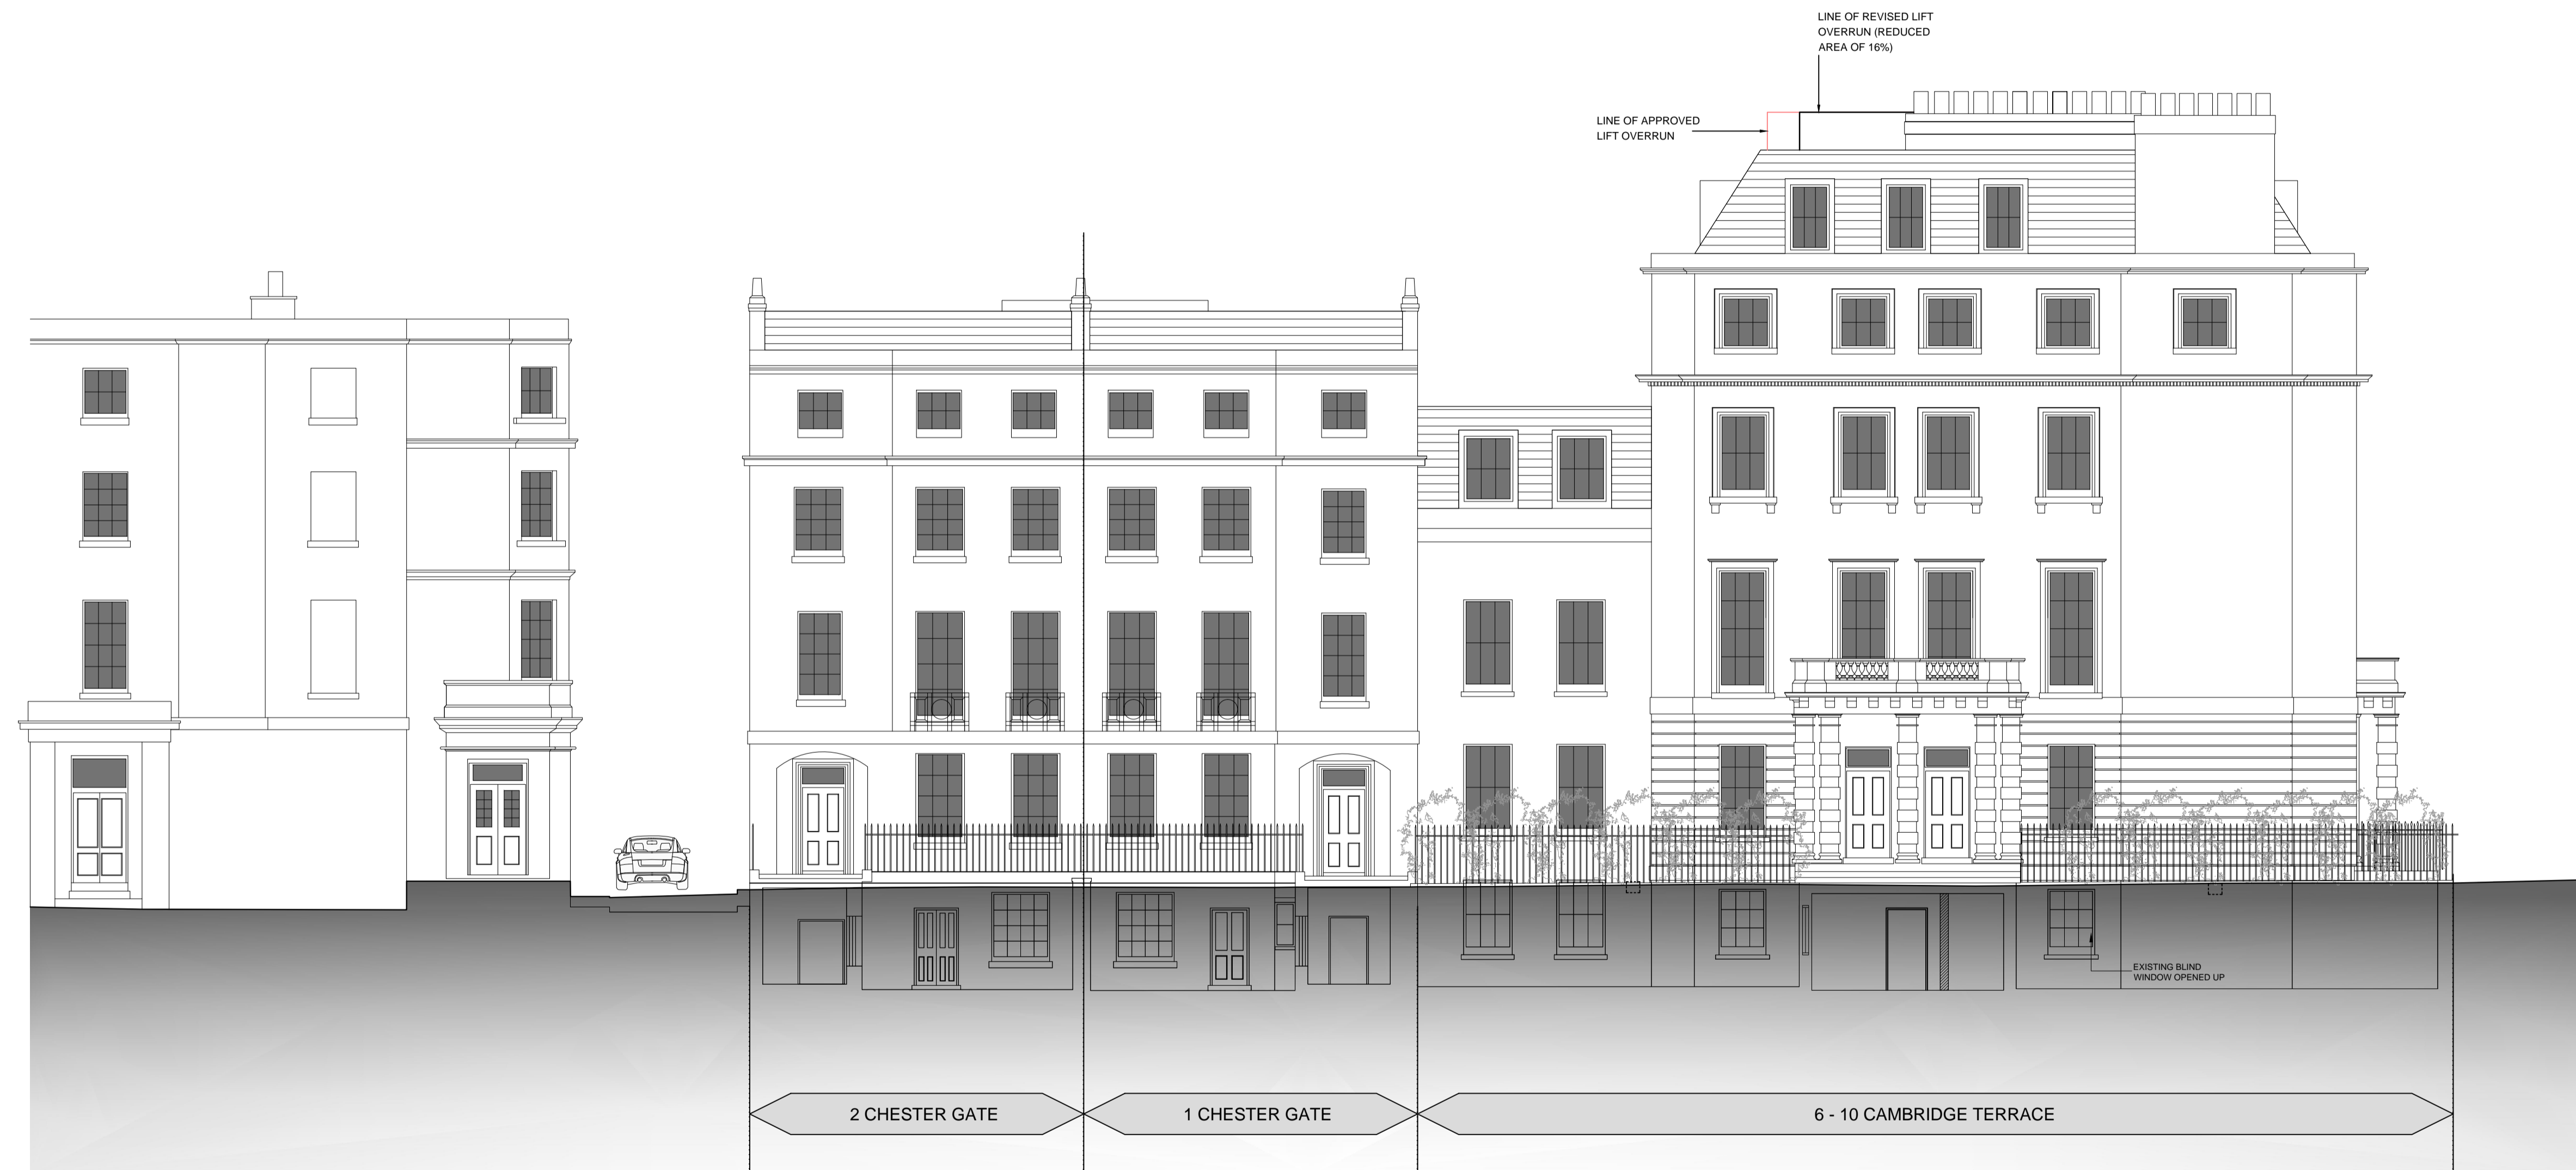 LINE OF REVISED LIFT
OVERRUN (REDUCED
AREA OF 16%)
LINE OF APPROVED
LIFT OVERRUN
EXISTING BLIND
WINDOW OPENED UP
2 CHESTER GATE
1 CHESTER GATE
6 - 10 CAMBRIDGE TERRACE